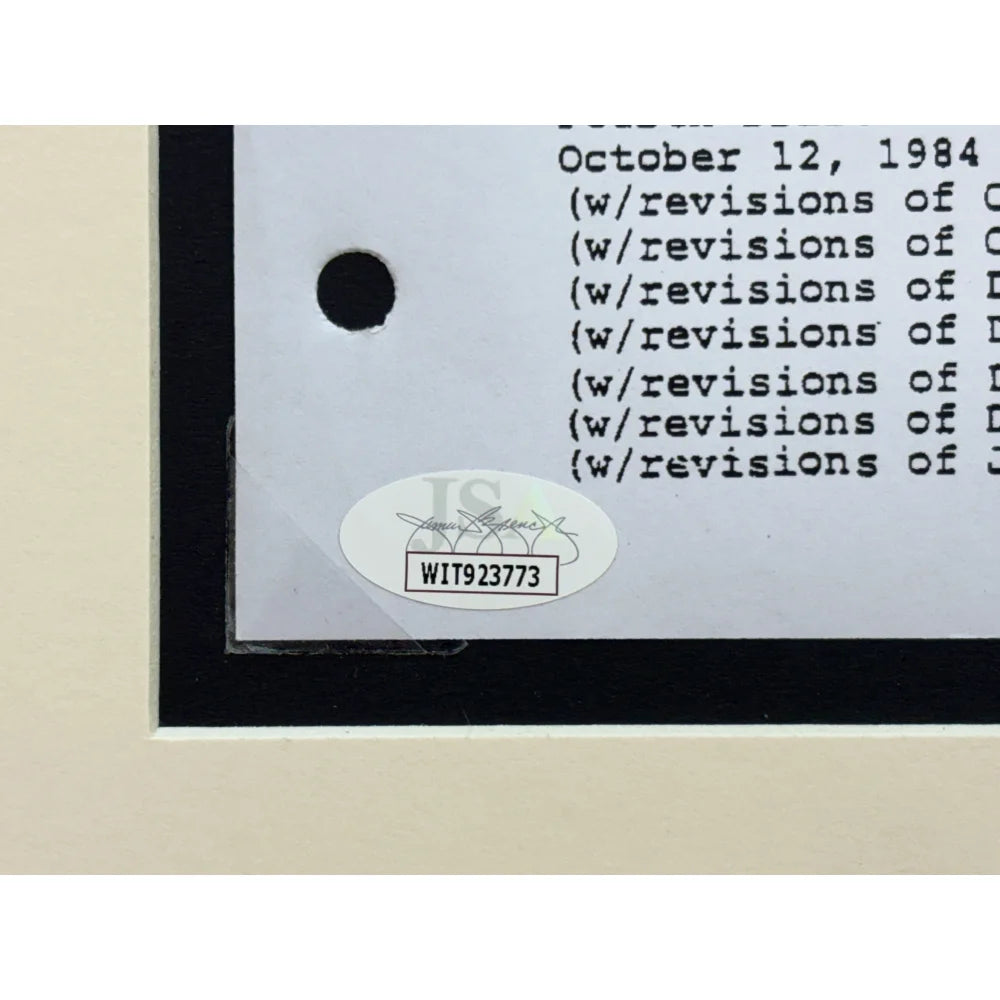 October 12, 1984
(w/revisions of
(w/revisions of
(w/revisions of
(w/revisions of
(w/revisions of
(w/revisions of
(w/revisions of J
JSA
WIT923773